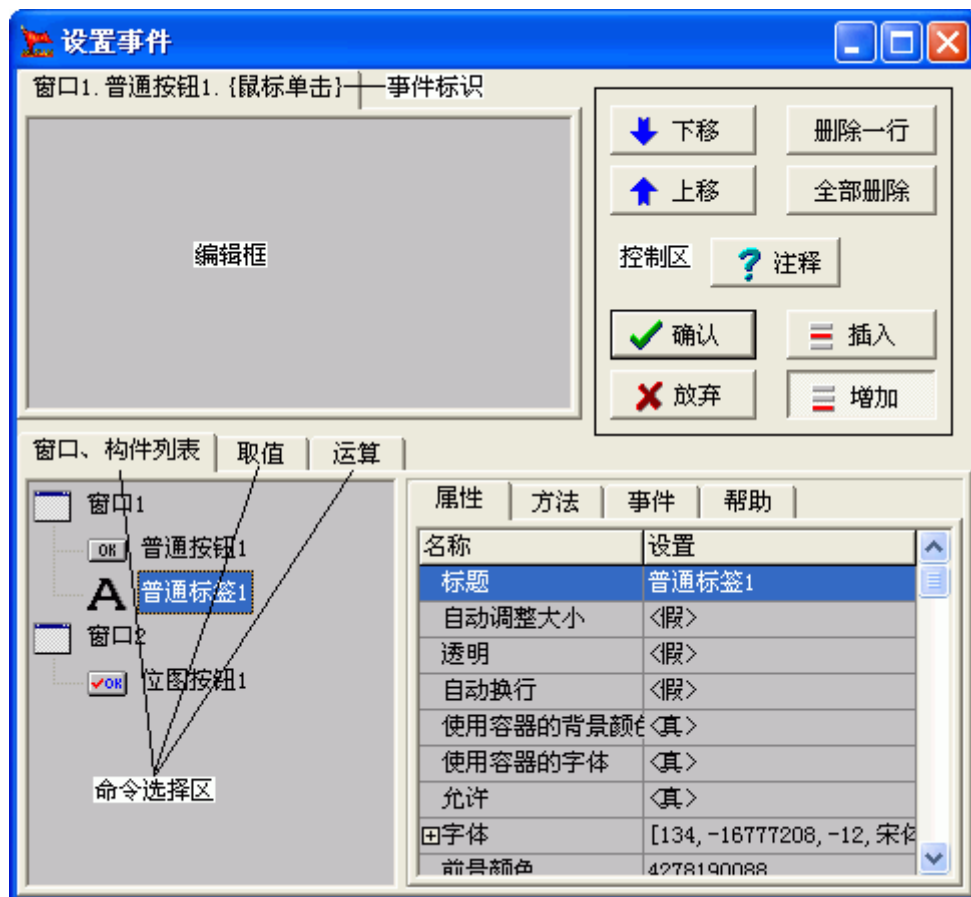 设置事件
窗口1.普通按钮1.{鼠标单击} 事件标识
下移 删除一行
上移 全部删除
编辑框
控制区 注释
确认 插入
放弃 增加
窗口、构件列表 取值 运算
窗口1
普通按钮1
普通标签1
窗口2
位图按钮1
命令选择区
属性 方法 事件 帮助
名称 设置
标题 普通标签1
自动调整大小 <假>
透明 <假>
自动换行 <假>
使用容器的背景颜色 <真>
使用容器的字体 <真>
允许 <真>
字体 [134,-16777208,-12,宋体
前景颜色 4278190088